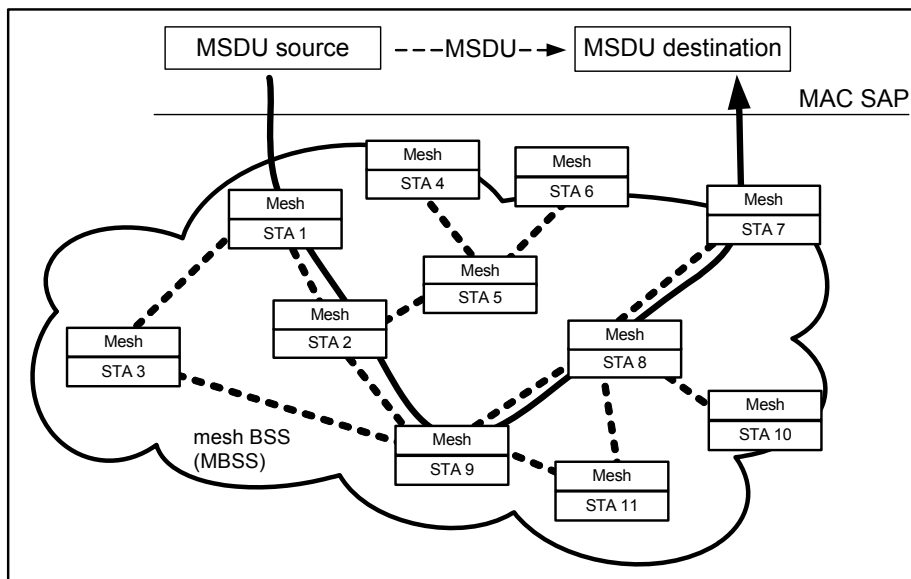 MSDU source
MSDU
MSDU destination
MAC SAP
Mesh
STA 4
Mesh
STA 6
Mesh
STA 1
Mesh
STA 7
Mesh
STA 5
Mesh
STA 2
Mesh
STA 3
Mesh
STA 8
Mesh
STA 10
mesh BSS
(MBSS)
Mesh
STA 9
Mesh
STA 11